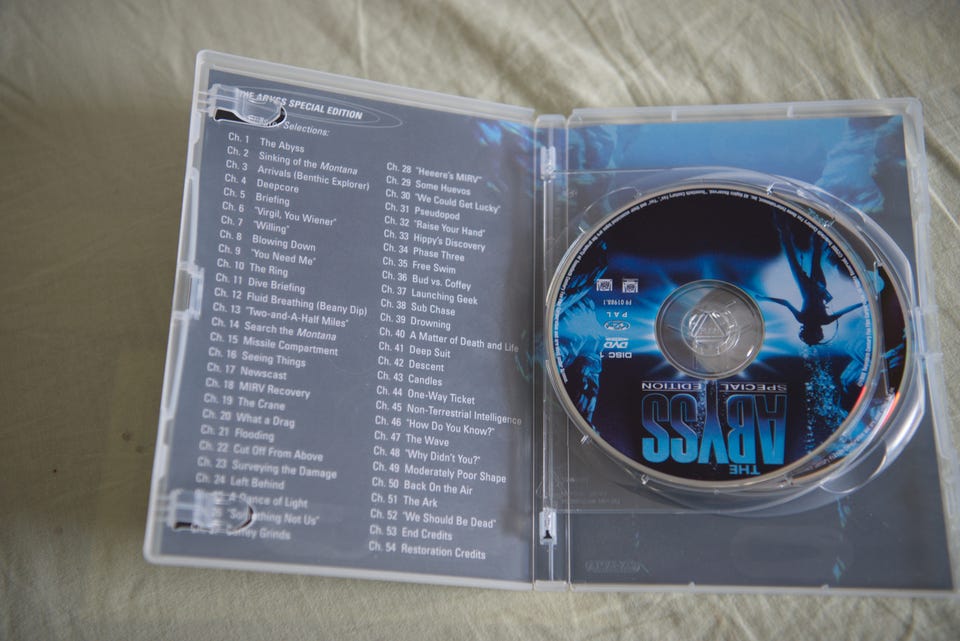 THE ABYSS SPECIAL EDITION
Selections:
Ch. 1 The Abyss
Ch. 2 Sinking of the Montana
Ch. 3 Arrivals (Benthic Explorer)
Ch. 4 Deepcore
Ch. 5 Briefing
Ch. 6 "Virgil, You Wiener"
Ch. 7 "Willing"
Ch. 8 Blowing Down
Ch. 9 "You Need Me"
Ch. 10 The Ring
Ch. 11 Dive Briefing
Ch. 12 Fluid Breathing (Beany Dip)
Ch. 13 "Two-and-A-Half Miles"
Ch. 14 Search the Montana
Ch. 15 Missile Compartment
Ch. 16 Seeing Things
Ch. 17 Newscast
Ch. 18 MIRV Recovery
Ch. 19 The Crane
Ch. 20 What a Drag
Ch. 21 Flooding
Ch. 22 Cut Off From Above
Ch. 23 Surveying the Damage
Ch. 24 Left Behind
A Dance of Light
"Something Not Us"
Coffey Grinds
Ch. 28 "Heeere's MIRV"
Ch. 29 Some Huevos
Ch. 30 "We Could Get Lucky"
Ch. 31 Pseudopod
Ch. 32 "Raise Your Hand"
Ch. 33 Hippy's Discovery
Ch. 34 Phase Three
Ch. 35 Free Swim
Ch. 36 Bud vs. Coffey
Ch. 37 Launching Geek
Ch. 38 Sub Chase
Ch. 39 Drowning
Ch. 40 A Matter of Death and Life
Ch. 41 Deep Suit
Ch. 42 Descent
Ch. 43 Candles
Ch. 44 One-Way Ticket
Ch. 45 Non-Terrestrial Intelligence
Ch. 46 "How Do You Know?"
Ch. 47 The Wave
Ch. 48 "Why Didn't You?"
Ch. 49 Moderately Poor Shape
Ch. 50 Back On the Air
Ch. 51 The Ark
Ch. 52 "We Should Be Dead"
Ch. 53 End Credits
Ch. 54 Restoration Credits
THE
ABYSS
SPECIAL EDITION
DISC 1
DVD
PAL